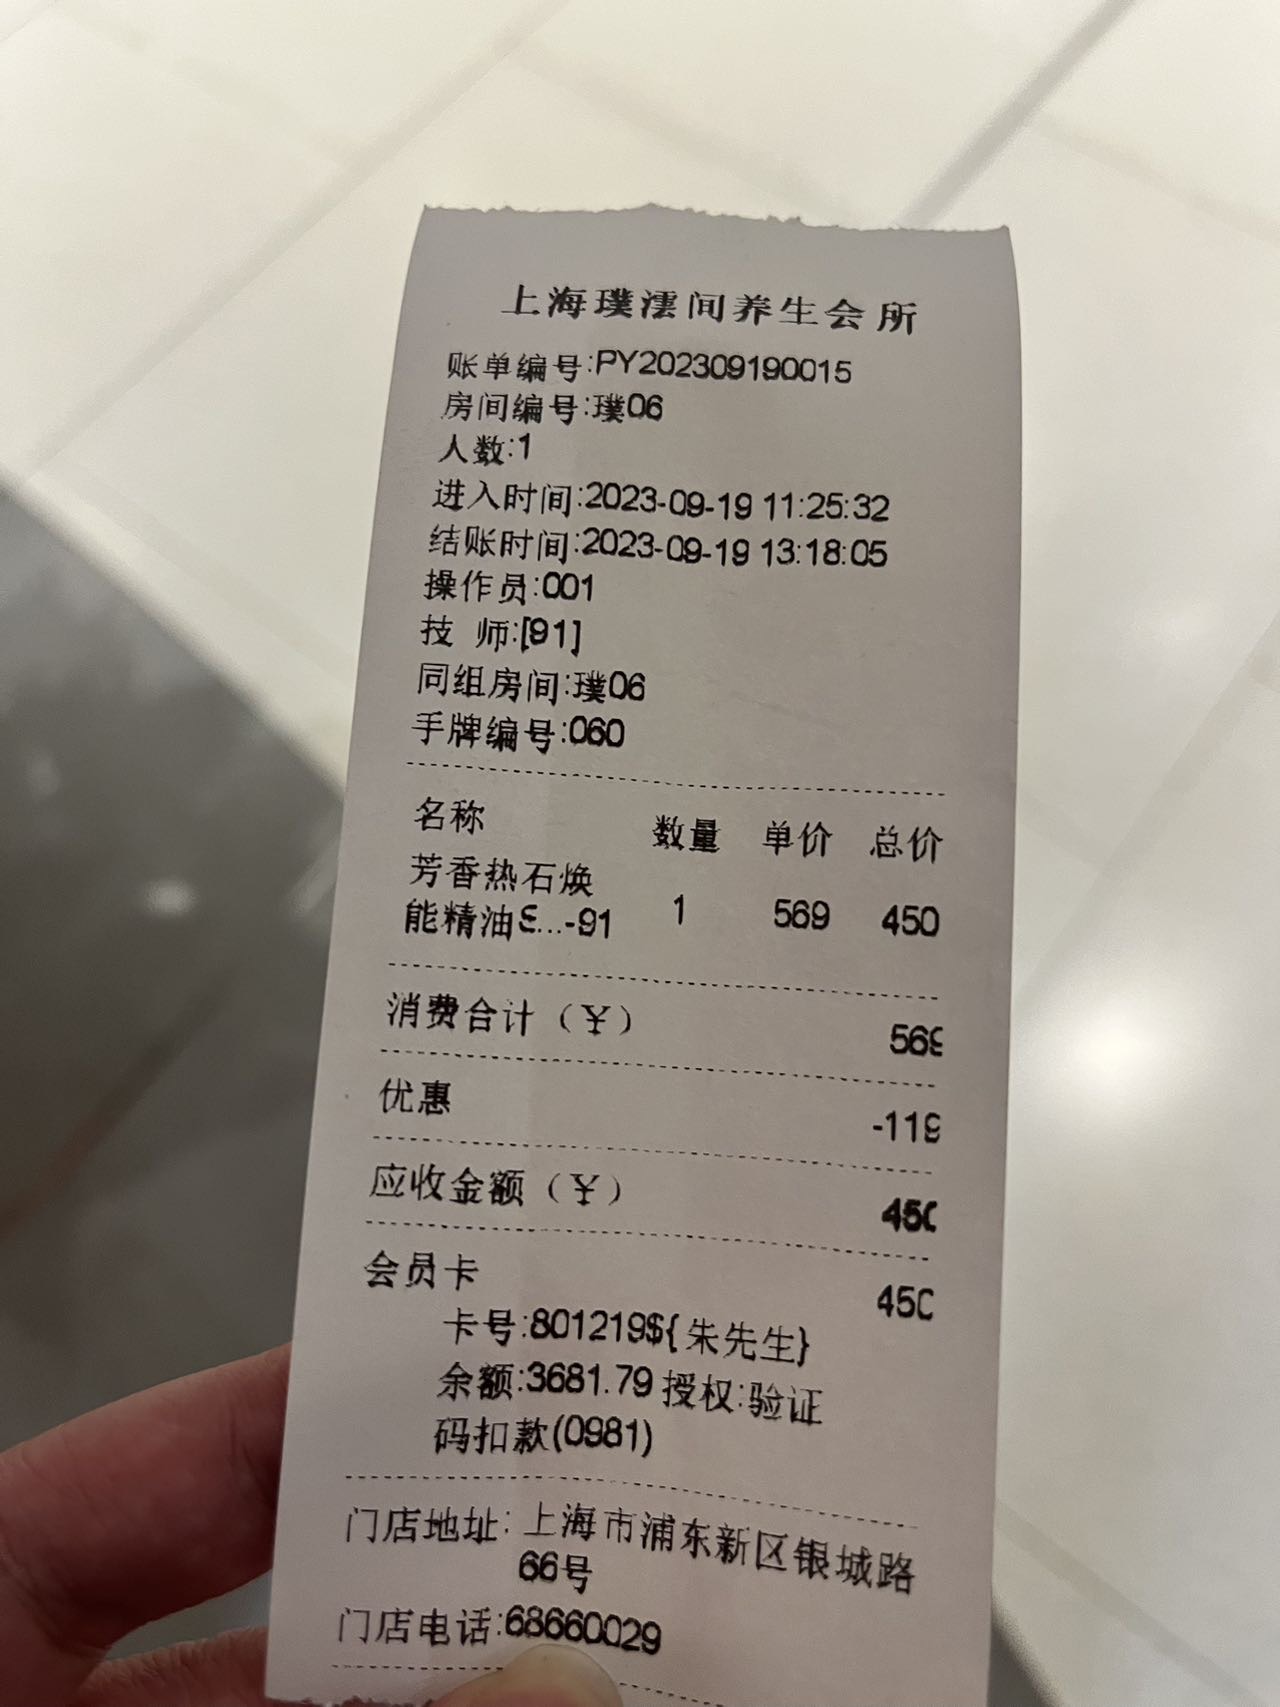 上海璞澐间养生会所
账单编号:PY202309190015
房间编号:璞06
人数:1
进入时间:2023-09-19 11:25:32
结账时间:2023-09-19 13:18:05
操作员:001
技 师:[91]
同组房间:璞06
手牌编号:060
名称 数量 单价 总价
芳香热石焕
能精油S...-91 1 569 450
消费合计（￥） 569
优惠 -119
应收金额（￥） 450
会员卡 450
卡号:801219${朱先生}
余额:3681.79 授权:验证
码扣款(0981)
门店地址:上海市浦东新区银城路
66号
门店电话:68660029